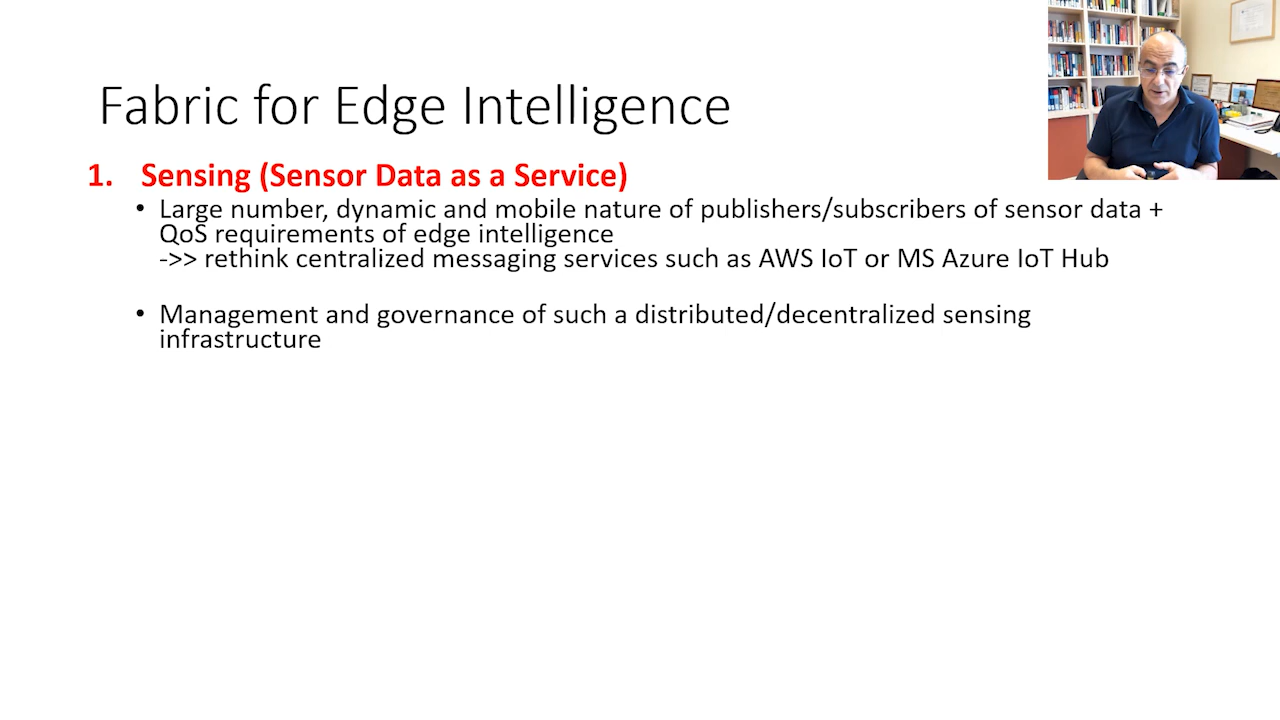 Fabric for Edge Intelligence
1. Sensing (Sensor Data as a Service)
• Large number, dynamic and mobile nature of publishers/subscribers of sensor data +
QoS requirements of edge intelligence
->> rethink centralized messaging services such as AWS IoT or MS Azure IoT Hub
• Management and governance of such a distributed/decentralized sensing
infrastructure